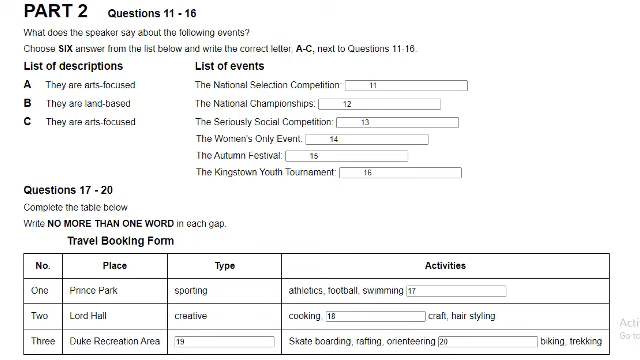 PART 2 Questions 11 - 16
What does the speaker say about the following events?
Choose SIX answer from the list below and write the correct letter, A-C, next to Questions 11-16.
List of descriptions
A They are arts-focused
B They are land-based
C They are arts-focused
List of events
The National Selection Competition: 11
The National Championships: 12
The Seriously Social Competition: 13
The Women's Only Event: 14
The Autumn Festival: 15
The Kingstown Youth Tournament: 16
Questions 17 - 20
Complete the table below
Write NO MORE THAN ONE WORD in each gap.
Travel Booking Form
No. Place Type Activities
One Prince Park sporting athletics, football, swimming 17
Two Lord Hall creative cooking, 18 craft, hair styling
Three Duke Recreation Area 19 Skate boarding, rafting, orienteering 20 biking, trekking
Acti
Go to